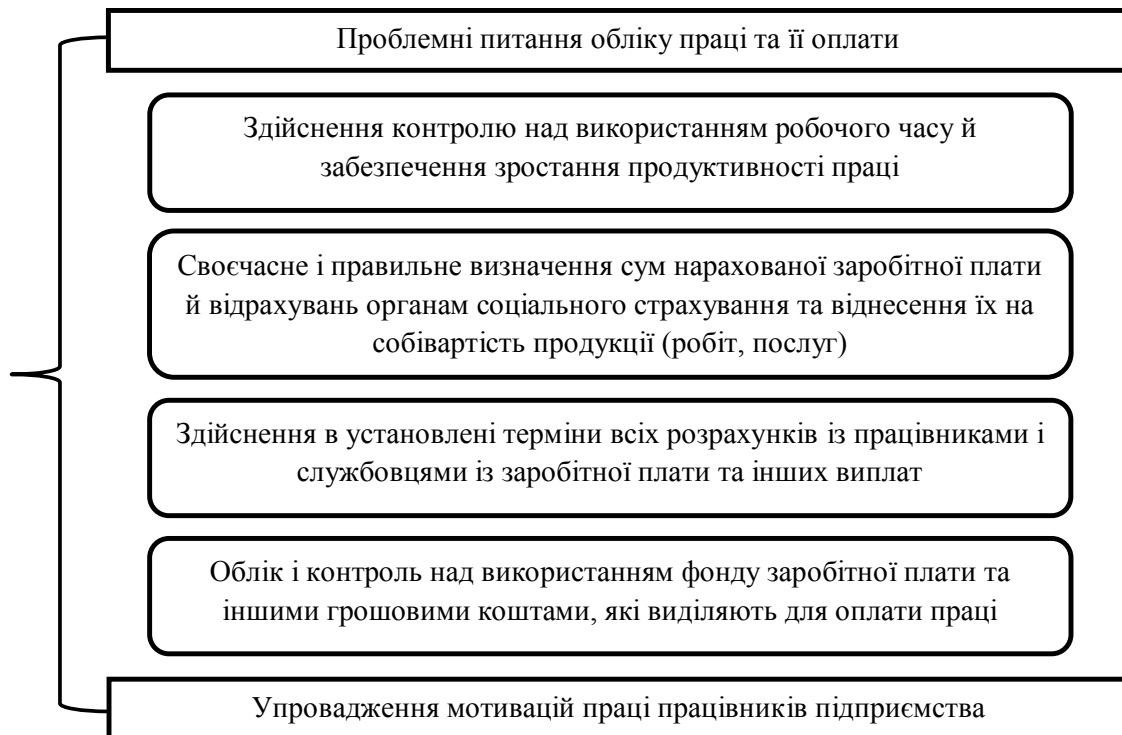 Проблемні питання обліку праці та її оплати
Здійснення контролю над використанням робочого часу й
забезпечення зростання продуктивності праці
Своєчасне і правильне визначення сум нарахованої заробітної плати
й відрахувань органам соціального страхування та віднесення їх на
собівартість продукції (робіт, послуг)
Здійснення в установлені терміни всіх розрахунків із працівниками і
службовцями із заробітної плати та інших виплат
Облік і контроль над використанням фонду заробітної плати та
іншими грошовими коштами, які виділяють для оплати праці
Упровадження мотивацій праці працівників підприємства